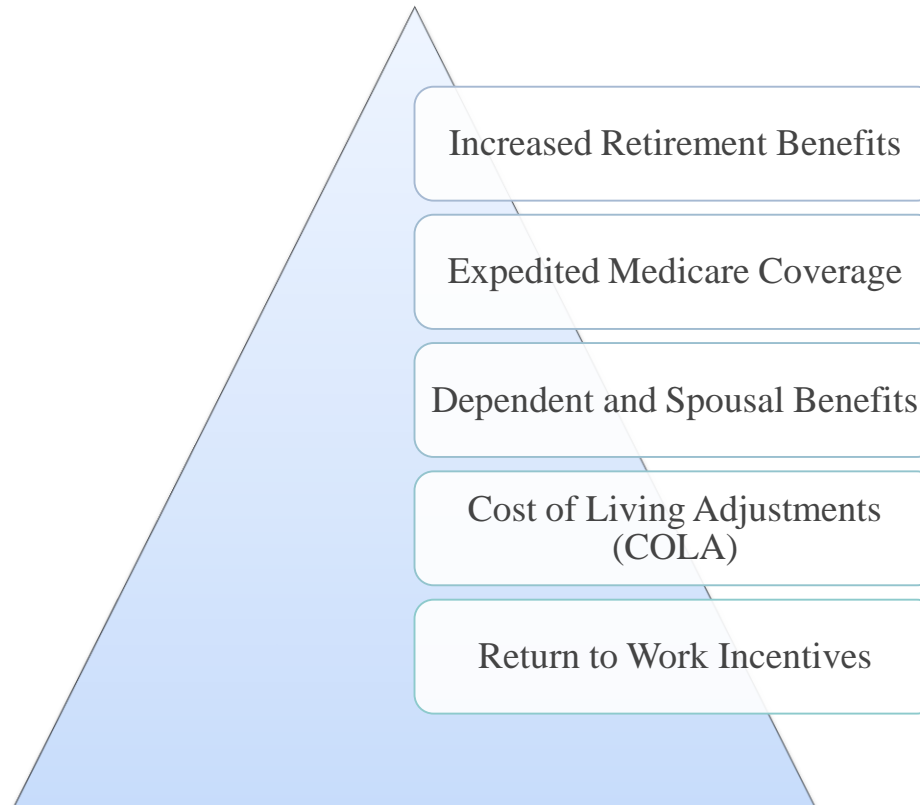 Increased Retirement Benefits
Expedited Medicare Coverage
Dependent and Spousal Benefits
Cost of Living Adjustments
(COLA)
Return to Work Incentives